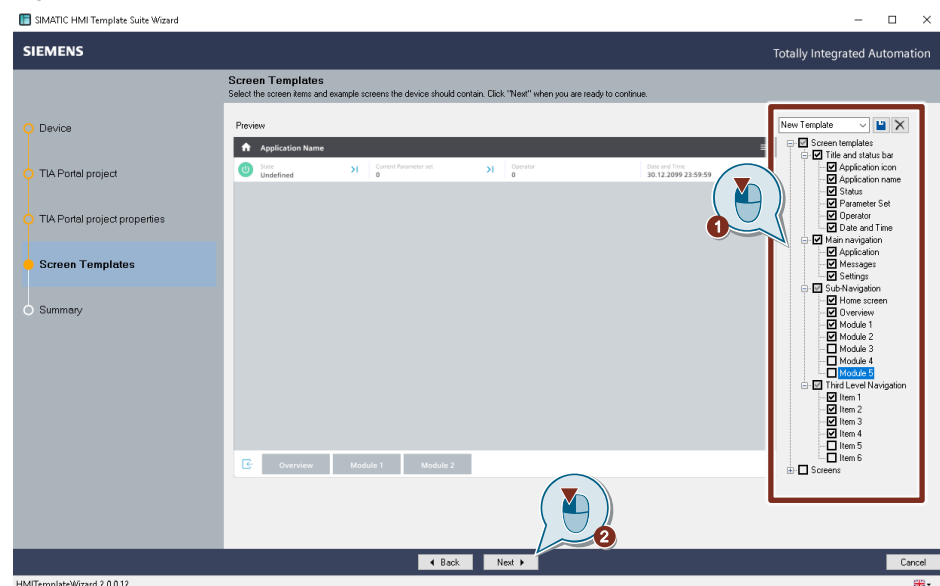 SIMATIC HMI Template Suite Wizard
SIEMENS
Totally Integrated Automation
Screen Templates
Select the screen items and example screens the device should contain. Click "Next" when you are ready to continue.
Device
TIA Portal project
TIA Portal project properties
Screen Templates
Summary
Preview
Application Name
State
Undefined
Current Parameter set
0
Operator
0
Date and Time
30.12.2099 23:59:59
Overview
Module 1
Module 2
1
New Template
Screen templates
Title and status bar
Application icon
Application name
Status
Parameter Set
Operator
Date and Time
Main navigation
Application
Messages
Settings
Sub-Navigation
Home screen
Overview
Module 1
Module 2
Module 3
Module 4
Module 5
Third Level Navigation
Item 1
Item 2
Item 3
Item 4
Item 5
Item 6
Screens
2
Back
Next
Cancel
HMITemplateWizard 2.0.0.12